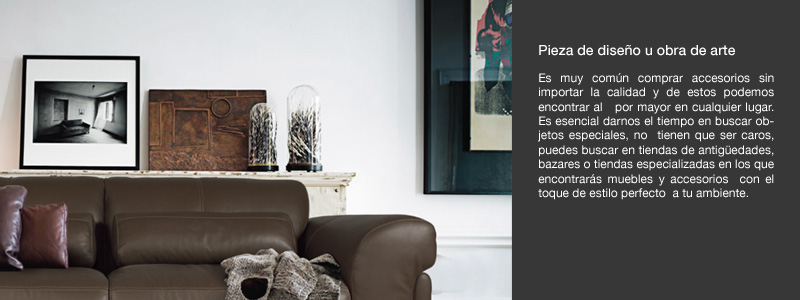 Pieza de diseño u obra de arte
Es muy común comprar accesorios sin
importar la calidad y de estos podemos
encontrar al por mayor en cualquier lugar.
Es esencial darnos el tiempo en buscar ob-
jetos especiales, no tienen que ser caros,
puedes buscar en tiendas de antigüedades,
bazares o tiendas especializadas en los que
encontrarás muebles y accesorios con el
toque de estilo perfecto a tu ambiente.